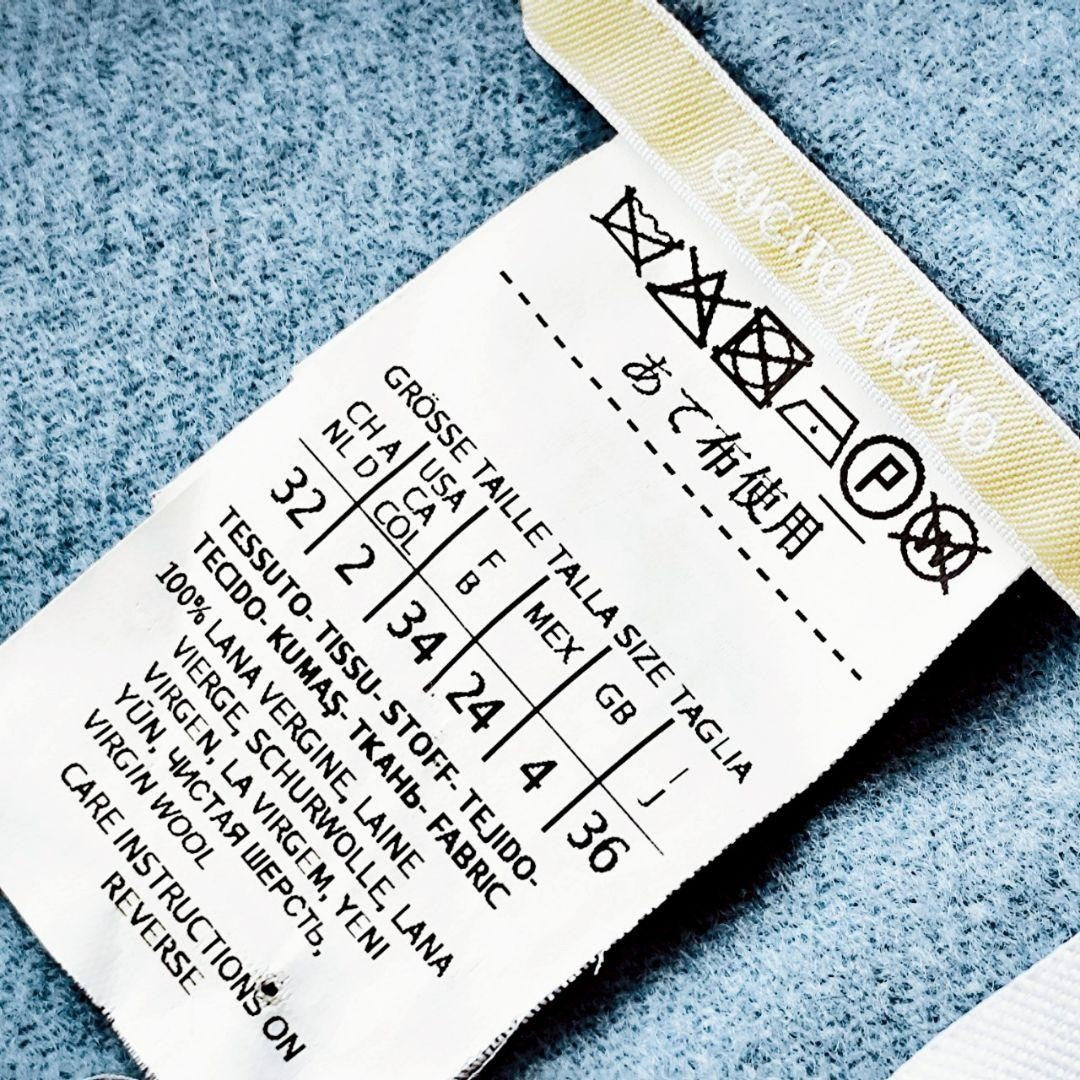 CUCITO A MANO
P
W
あて布使用
GRÖSSE TAILLE TALLA SIZE TAGLIA
CH A NL D
USA CA COL
F B
MEX
GB
I J
32 2 34 24 4 36
TESSUTO- TISSU- STOFF- TEJIDO-
TECIDO- KUMAŞ- ТКАНЬ- FABRIC
100% LANA VERGINE, LAINE
VIERGE, SCHURWOLLE, LANA
VIRGEN, LA VIRGEM, YENI
YÜN, ЧИСТАЯ ШЕРСТЬ,
VIRGIN WOOL
CARE INSTRUCTIONS ON
REVERSE